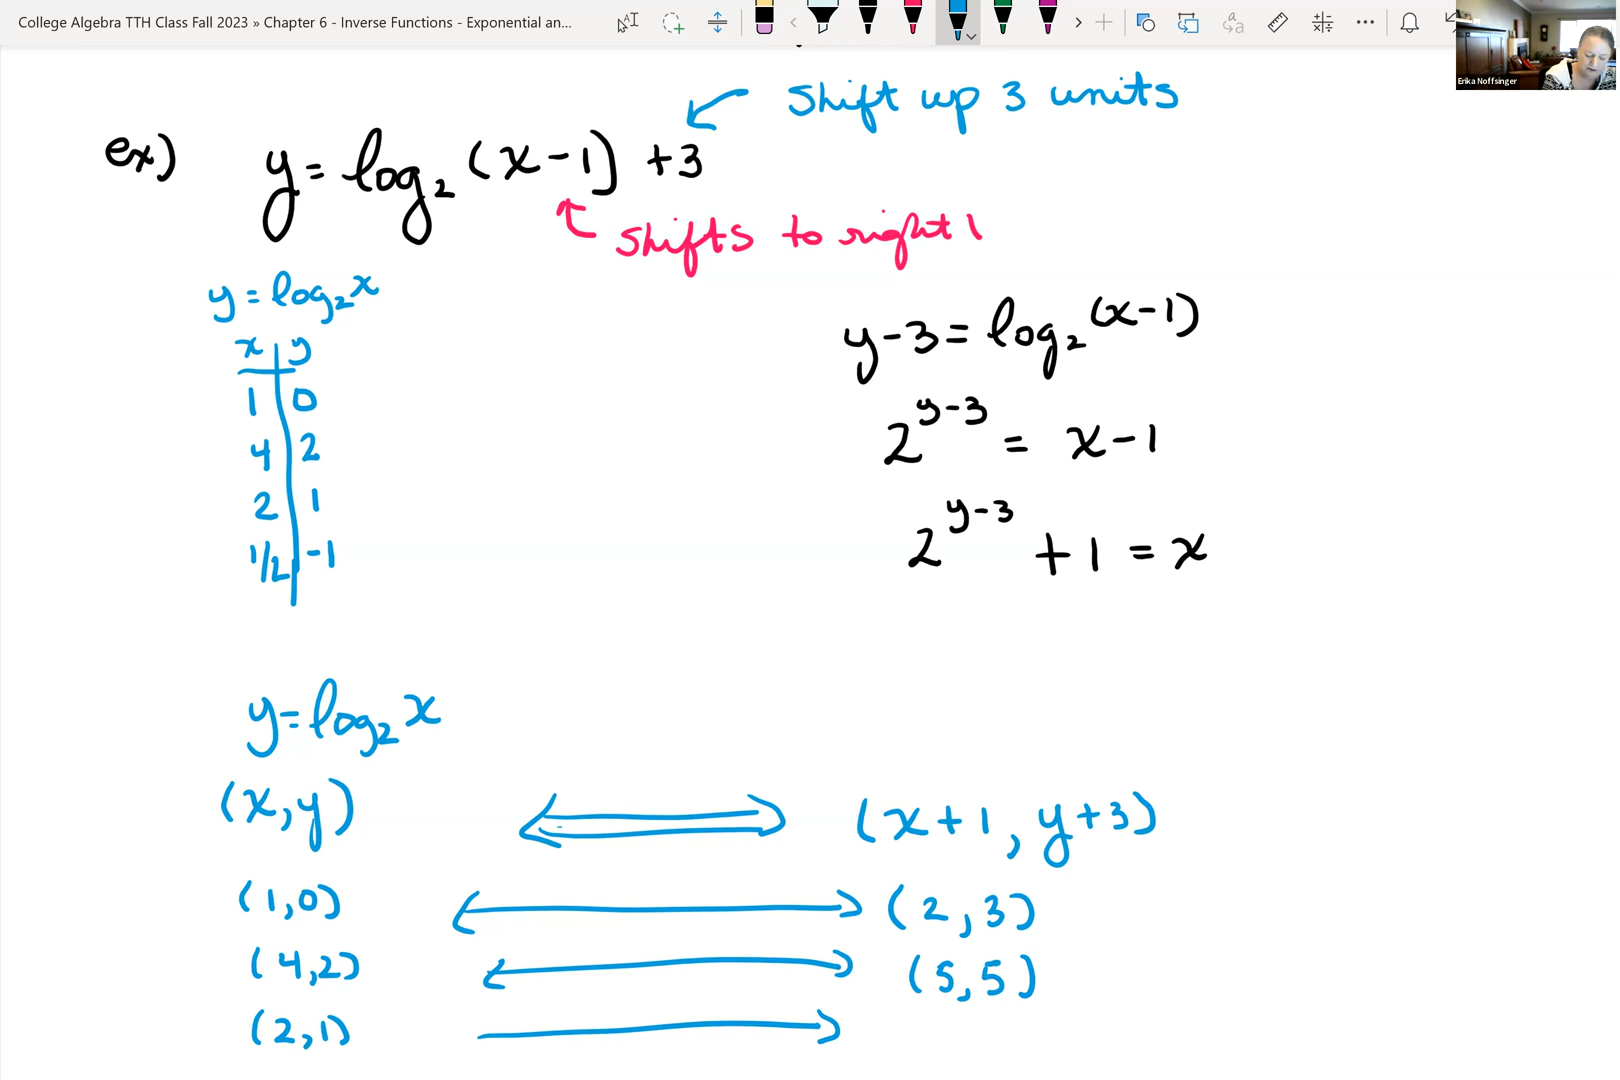 College Algebra TTH Class Fall 2023 » Chapter 6 - Inverse Functions - Exponential an...
Erika Noffsinger
shift up 3 units
ex) y = log₂ (x-1) +3
shifts to right 1
y = log₂ x
x | y
1 | 0
4 | 2
2 | 1
1/2 | -1
y-3 = log₂ (x-1)
2^(y-3) = x-1
2^(y-3) + 1 = x
y = log₂ x
(x,y) ⟺ (x+1, y+3)
(1,0) ⟷ (2,3)
(4,2) ⟷ (5,5)
(2,1) →